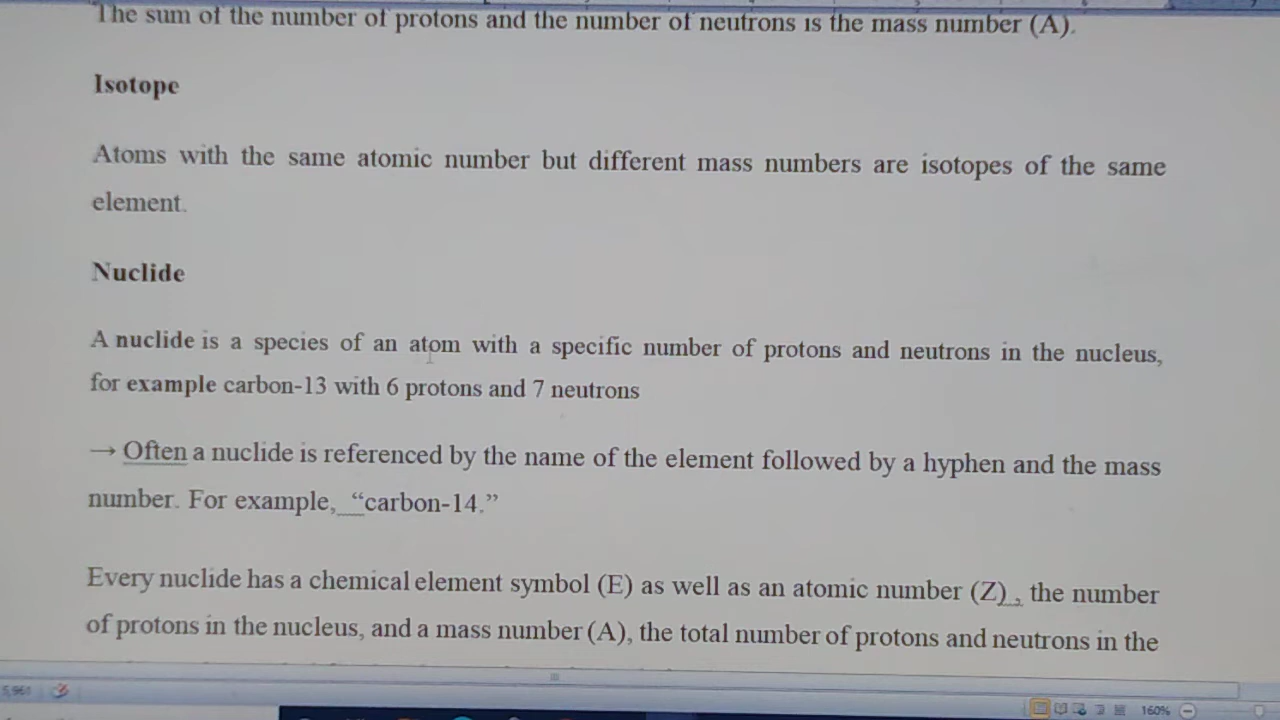 The sum of the number of protons and the number of neutrons is the mass number (A).
Isotope
Atoms with the same atomic number but different mass numbers are isotopes of the same
element.
Nuclide
A nuclide is a species of an atom with a specific number of protons and neutrons in the nucleus,
for example carbon-13 with 6 protons and 7 neutrons
→ Often a nuclide is referenced by the name of the element followed by a hyphen and the mass
number. For example, “carbon-14.”
Every nuclide has a chemical element symbol (E) as well as an atomic number (Z) , the number
of protons in the nucleus, and a mass number (A), the total number of protons and neutrons in the
160%